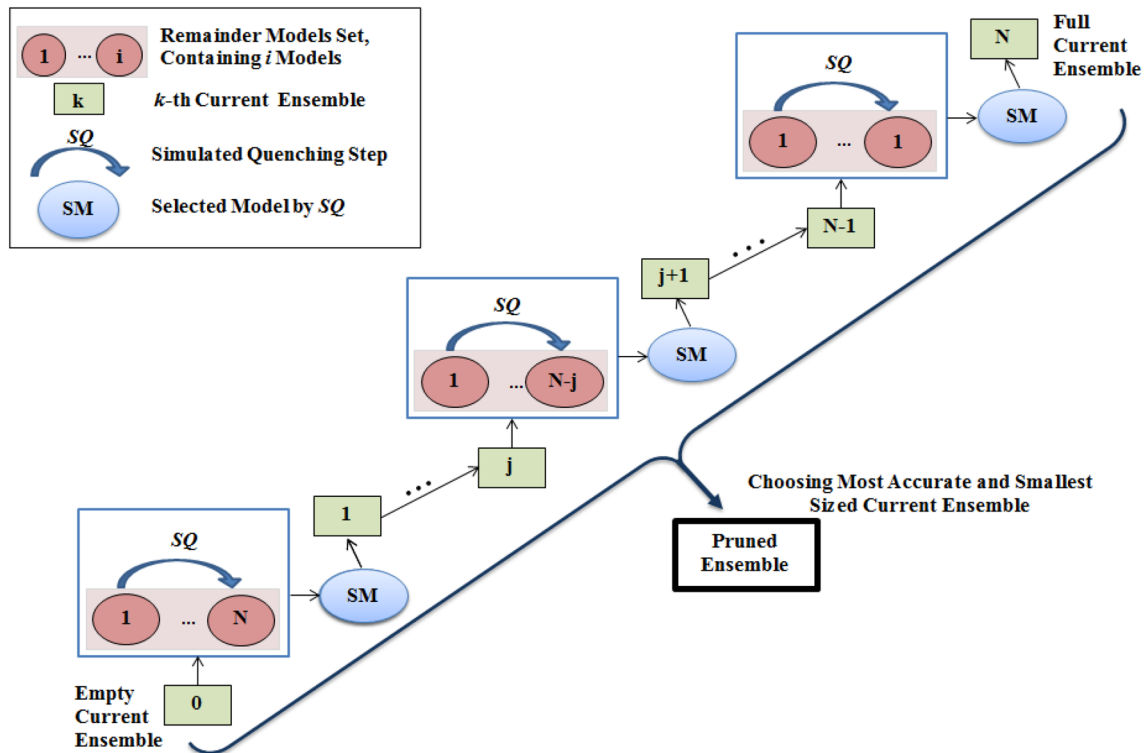 1 ... i
Remainder Models Set,
Containing i Models
k
k-th Current Ensemble
SQ
Simulated Quenching Step
SM
Selected Model by SQ
N
Full
Current
Ensemble
SQ
1 ... 1
SM
N-1
...
j+1
SQ
1 ... N-j
SM
j
...
1
SQ
1 ... N
SM
0
Empty
Current
Ensemble
Choosing Most Accurate and Smallest
Sized Current Ensemble
Pruned
Ensemble